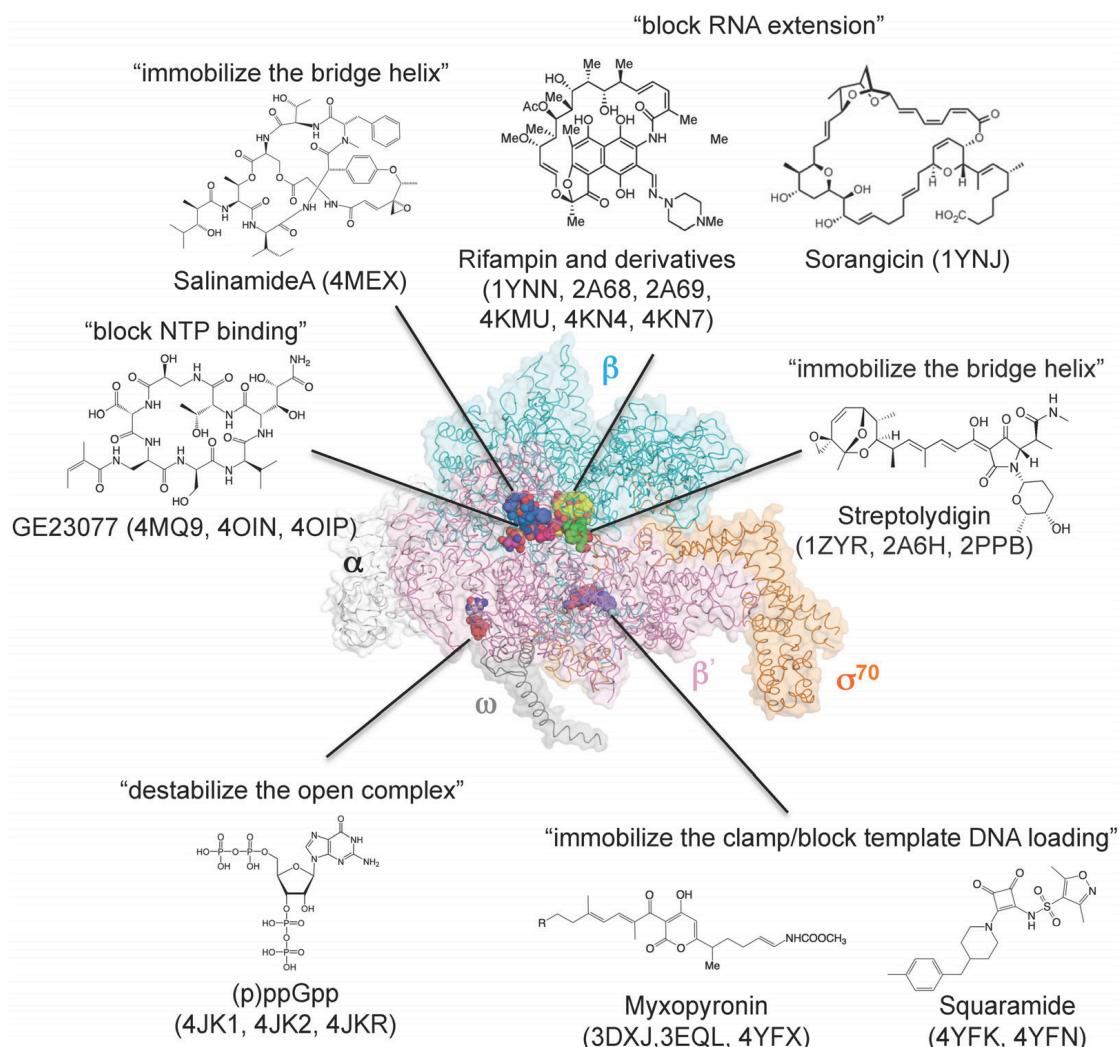 “block RNA extension”
“immobilize the bridge helix”
SalinamideA (4MEX)
Rifampin and derivatives
(1YNN, 2A68, 2A69,
4KMU, 4KN4, 4KN7)
Sorangicin (1YNJ)
“block NTP binding”
GE23077 (4MQ9, 4OIN, 4OIP)
“immobilize the bridge helix”
Streptolydigin
(1ZYR, 2A6H, 2PPB)
β
α
β’
ω
σ70
“destabilize the open complex”
(p)ppGpp
(4JK1, 4JK2, 4JKR)
“immobilize the clamp/block template DNA loading”
Myxopyronin
(3DXJ,3EQL, 4YFX)
Squaramide
(4YFK, 4YFN)